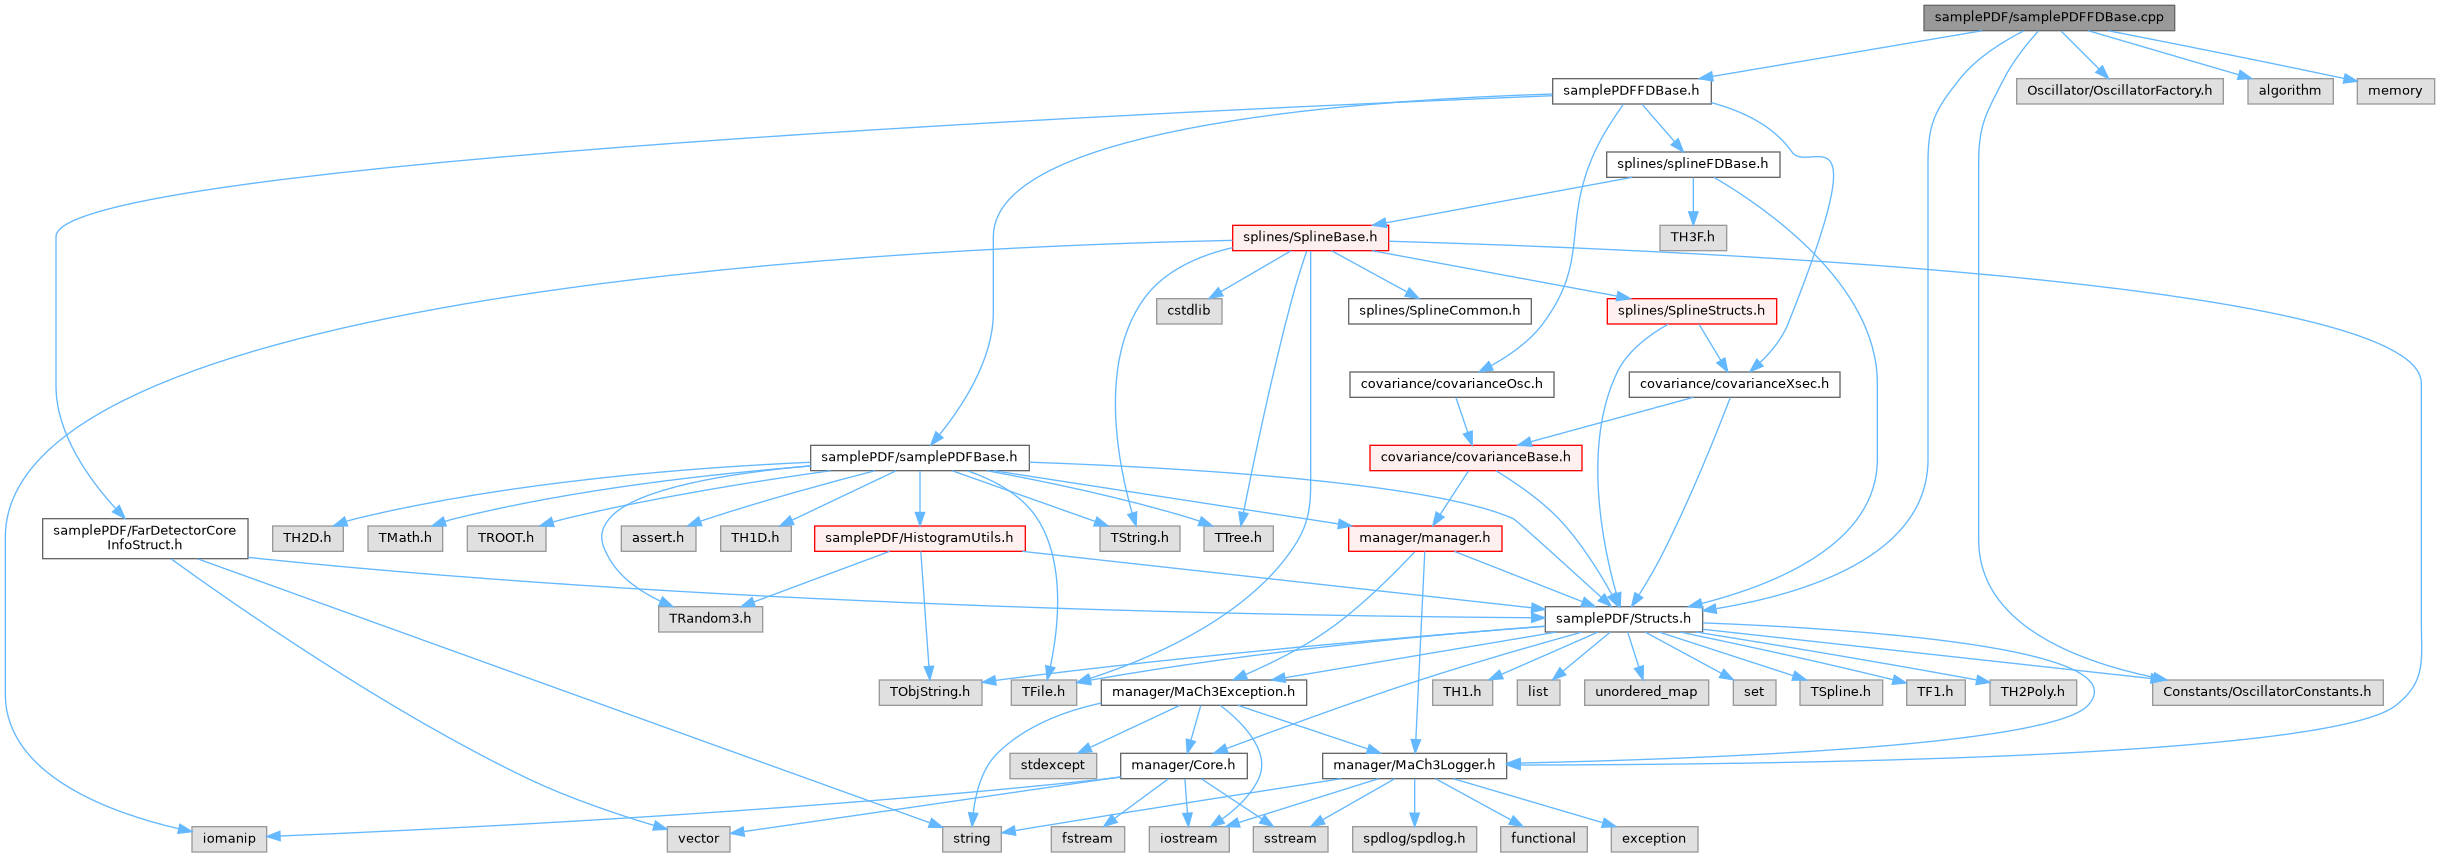 samplePDF/samplePDFFDBase.cpp
samplePDFFDBase.h
Oscillator/OscillatorFactory.h
algorithm
memory
splines/splineFDBase.h
splines/SplineBase.h
TH3F.h
cstdlib
splines/SplineCommon.h
splines/SplineStructs.h
covariance/covarianceOsc.h
covariance/covarianceXsec.h
samplePDF/samplePDFBase.h
covariance/covarianceBase.h
samplePDF/FarDetectorCore
InfoStruct.h
TH2D.h
TMath.h
TROOT.h
assert.h
TH1D.h
samplePDF/HistogramUtils.h
TString.h
TTree.h
manager/manager.h
TRandom3.h
samplePDF/Structs.h
TObjString.h
TFile.h
manager/MaCh3Exception.h
TH1.h
list
unordered_map
set
TSpline.h
TF1.h
TH2Poly.h
Constants/OscillatorConstants.h
stdexcept
manager/Core.h
manager/MaCh3Logger.h
iomanip
vector
string
fstream
iostream
sstream
spdlog/spdlog.h
functional
exception